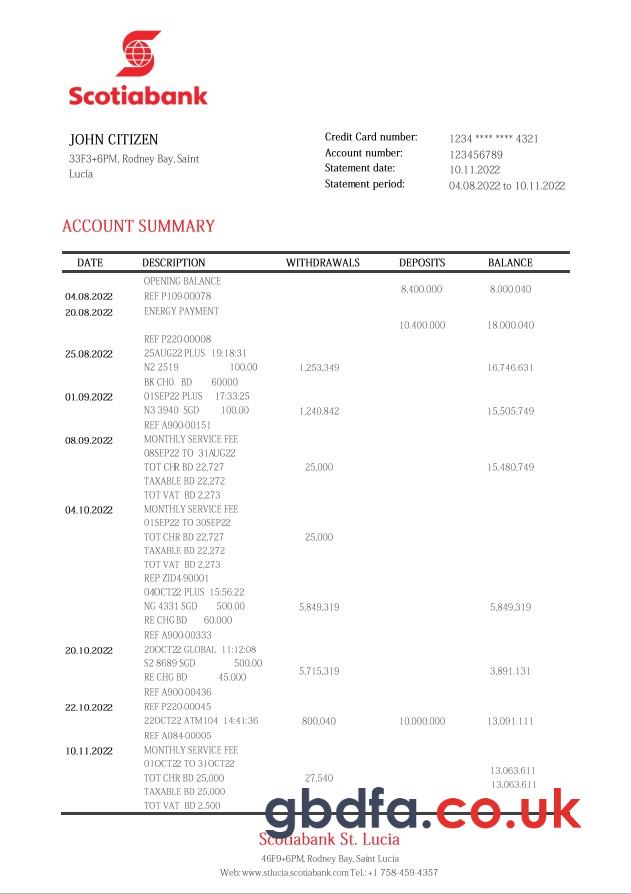 Scotiabank
JOHN CITIZEN
33F3+6PM, Rodney Bay, Saint
Lucia
Credit Card number: 1234 **** **** 4321
Account number: 123456789
Statement date: 10.11.2022
Statement period: 04.08.2022 to 10.11.2022
ACCOUNT SUMMARY
DATE DESCRIPTION WITHDRAWALS DEPOSITS BALANCE
OPENING BALANCE
8,400.000 8.000.040
04.08.2022 REF P109-00078
20.08.2022 ENERGY PAYMENT
10.400.000 18.000.040
REF P220-00008
25.08.2022 25AUG22 PLUS 19:18:31
N2 2519 100.00 1,253,349 16,746.631
BK CHO BD 60000
01.09.2022 01SEP22 PLUS 17:33:25
N3 3940 SGD 100.00 1,240.842 15,505.749
REF A900-00151
08.09.2022 MONTHLY SERVICE FEE
08SEP22 TO 31AUG22
TOT CHR BD 22,727 25,000 15,480,749
TAXABLE BD 22,272
TOT VAT BD 2,273
04.10.2022 MONTHLY SERVICE FEE
01SEP22 TO 30SEP22
TOT CHR BD 22,727 25,000
TAXABLE BD 22,272
TOT VAT BD 2,273
REP ZID4-90001
04OCT22 PLUS 15:56:22
NG 4331 SGD 500.00 5,849,319 5,849,319
RE CHG BD 60.000
REF A900-00333
20.10.2022 20OCT22 GLOBAL 11:12:08
S2 8689 SGD 500.00
5,715,319 3,891.131
RE CHG BD 45.000
REF A900-00436
22.10.2022 REF P220-00045
22OCT22 ATM104 14:41:36 800,040 10.000.000 13,091.111
REF A084-00005
10.11.2022 MONTHLY SERVICE FEE
01OCT22 TO 31OCT22
13,063.611
TOT CHR BD 25,000 27,540
13,063.611
TAXABLE BD 25,000
TOT VAT BD 2,500
gbdfa.co.uk
Scotiabank St. Lucia
46F9+6PM, Rodney Bay, Saint Lucia
Web: www.stlucia.scotiabank.com Tel.: +1 758-459-4357